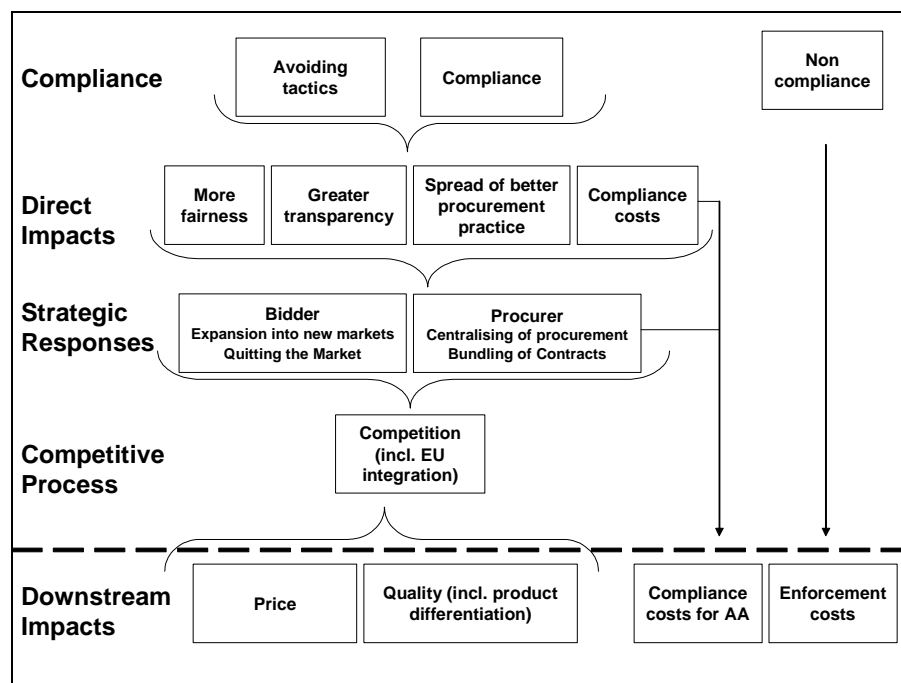 Compliance
Avoiding
tactics
Compliance
Non
compliance
Direct
Impacts
More
fairness
Greater
transparency
Spread of better
procurement
practice
Compliance
costs
Strategic
Responses
Bidder
Expansion into new markets
Quitting the Market
Procurer
Centralising of procurement
Bundling of Contracts
Competitive
Process
Competition
(incl. EU
integration)
Downstream
Impacts
Price
Quality (incl. product
differentiation)
Compliance
costs for AA
Enforcement
costs